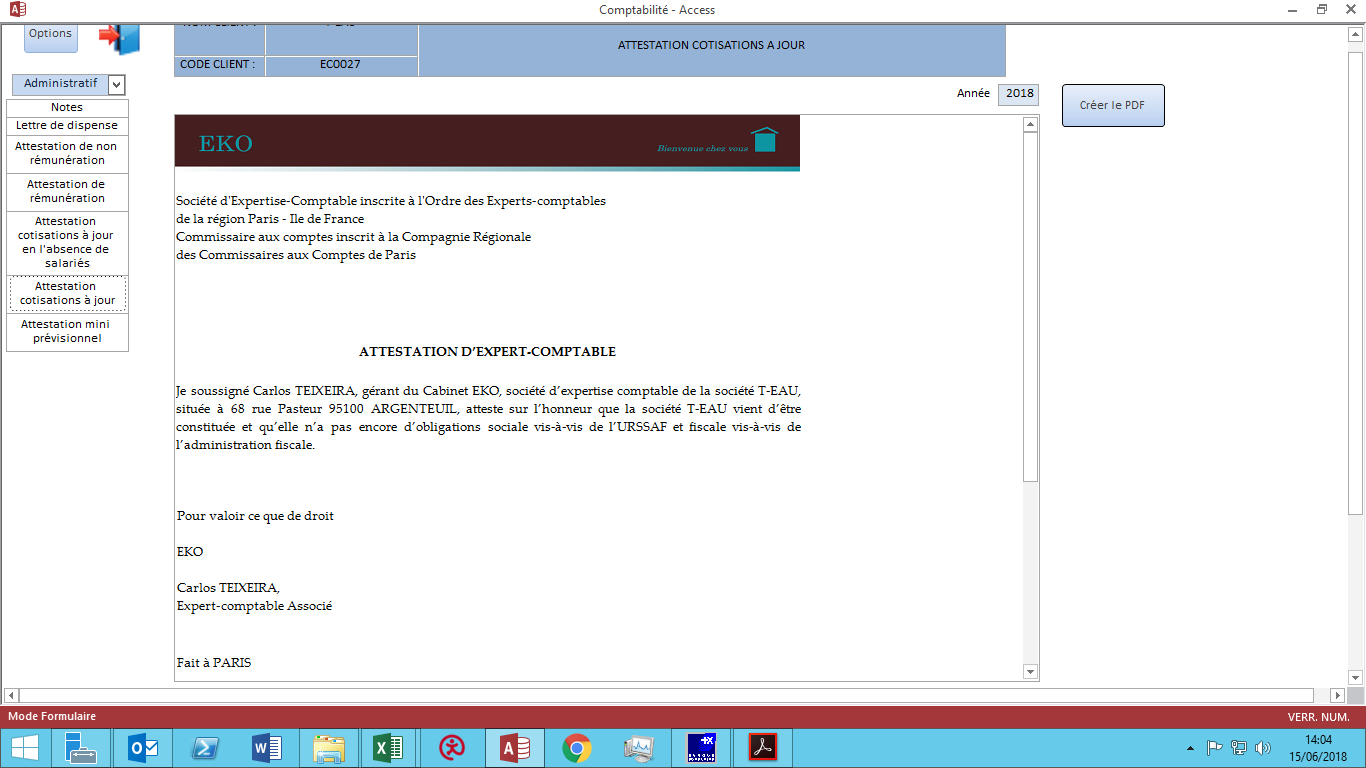 Comptabilité - Access
Options
CODE CLIENT :
EC0027
ATTESTATION COTISATIONS A JOUR
Administratif
Notes
Lettre de dispense
Attestation de non
rémunération
Attestation de
rémunération
Attestation
cotisations à jour
en l'absence de
salariés
Attestation
cotisations à jour
Attestation mini
prévisionnel
Année
2018
Créer le PDF
EKO
Bienvenue chez vous
Société d'Expertise-Comptable inscrite à l'Ordre des Experts-comptables
de la région Paris - Ile de France
Commissaire aux comptes inscrit à la Compagnie Régionale
des Commissaires aux Comptes de Paris
ATTESTATION D’EXPERT-COMPTABLE
Je soussigné Carlos TEIXEIRA, gérant du Cabinet EKO, société d’expertise comptable de la société T-EAU,
située à 68 rue Pasteur 95100 ARGENTEUIL, atteste sur l’honneur que la société T-EAU vient d’être
constituée et qu’elle n’a pas encore d’obligations sociale vis-à-vis de l’URSSAF et fiscale vis-à-vis de
l’administration fiscale.
Pour valoir ce que de droit
EKO
Carlos TEIXEIRA,
Expert-comptable Associé
Fait à PARIS
Mode Formulaire
VERR. NUM.
14:04
15/06/2018